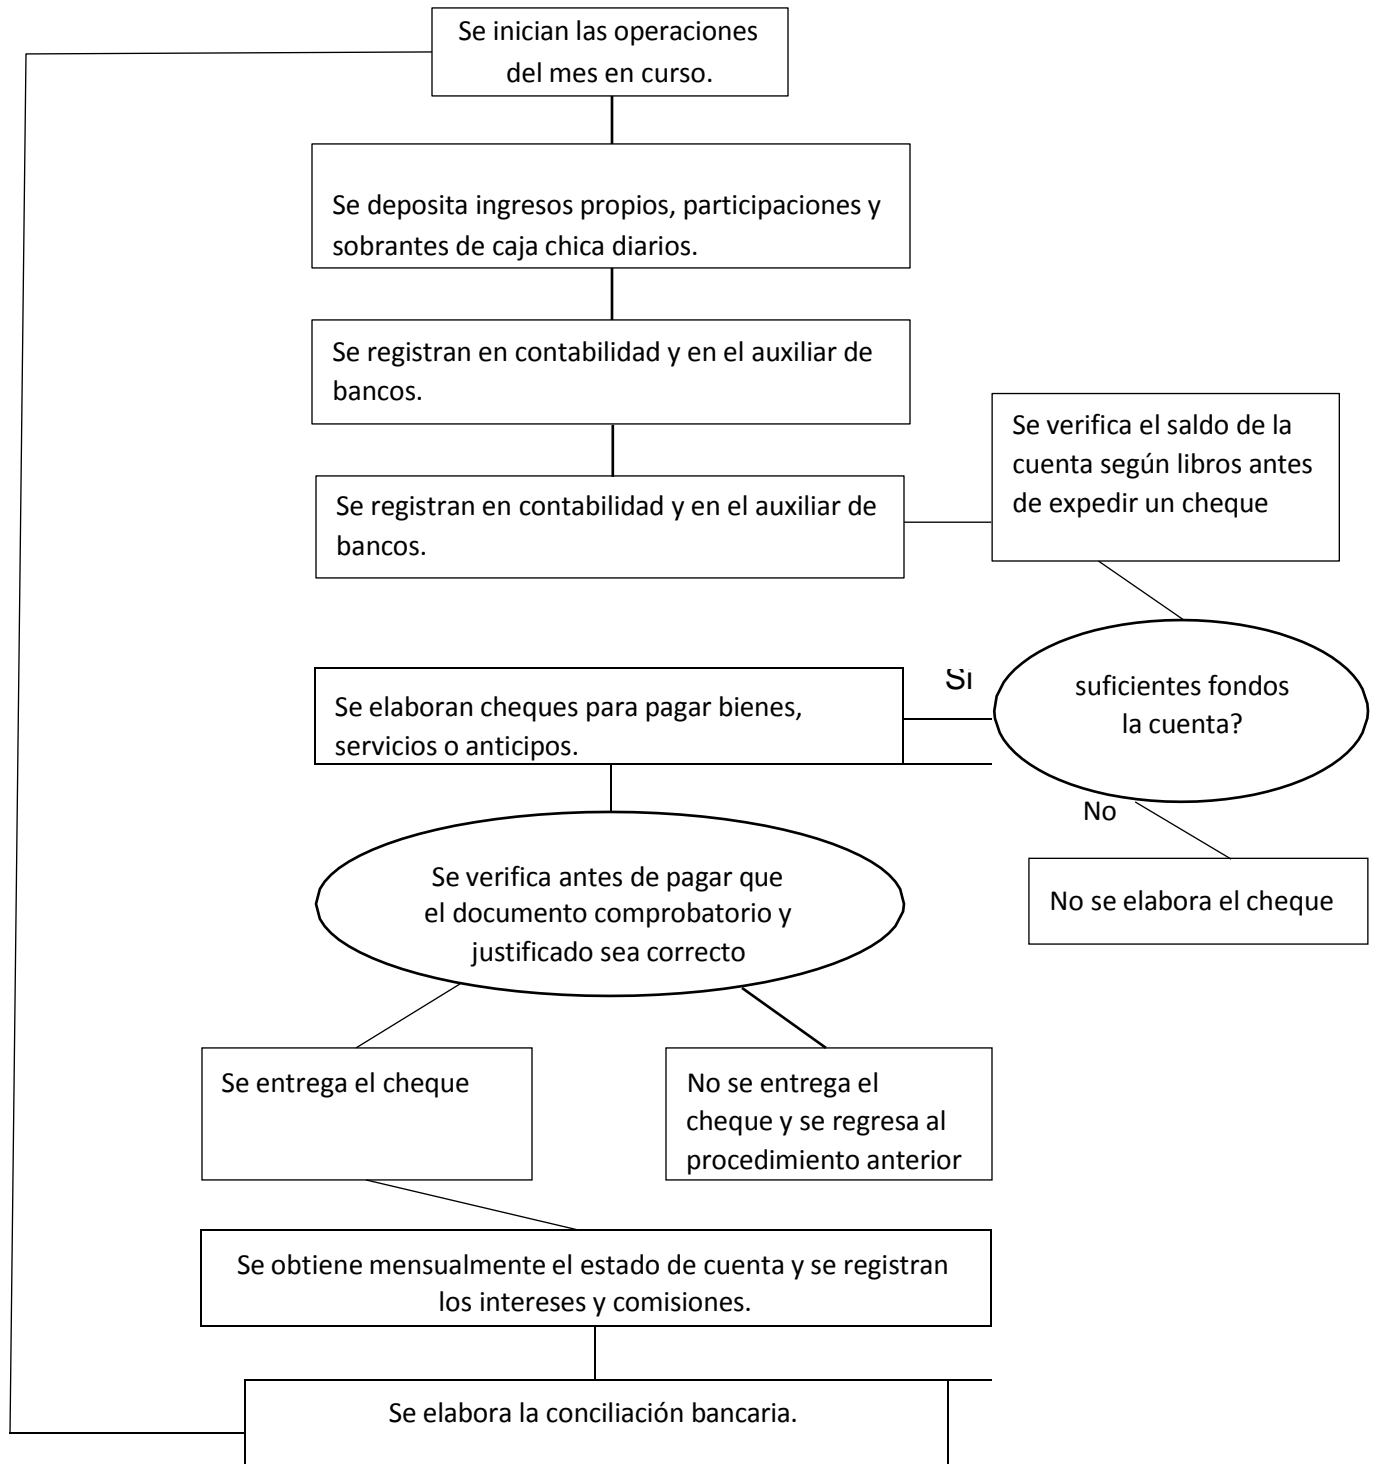 Se inician las operaciones
del mes en curso.
Se deposita ingresos propios, participaciones y
sobrantes de caja chica diarios.
Se registran en contabilidad y en el auxiliar de
bancos.
Se registran en contabilidad y en el auxiliar de
bancos.
Se verifica el saldo de la
cuenta según libros antes
de expedir un cheque
suficientes fondos
la cuenta?
Si
No
No se elabora el cheque
Se elaboran cheques para pagar bienes,
servicios o anticipos.
Se verifica antes de pagar que
el documento comprobatorio y
justificado sea correcto
Se entrega el cheque
No se entrega el
cheque y se regresa al
procedimiento anterior
Se obtiene mensualmente el estado de cuenta y se registran
los intereses y comisiones.
Se elabora la conciliación bancaria.